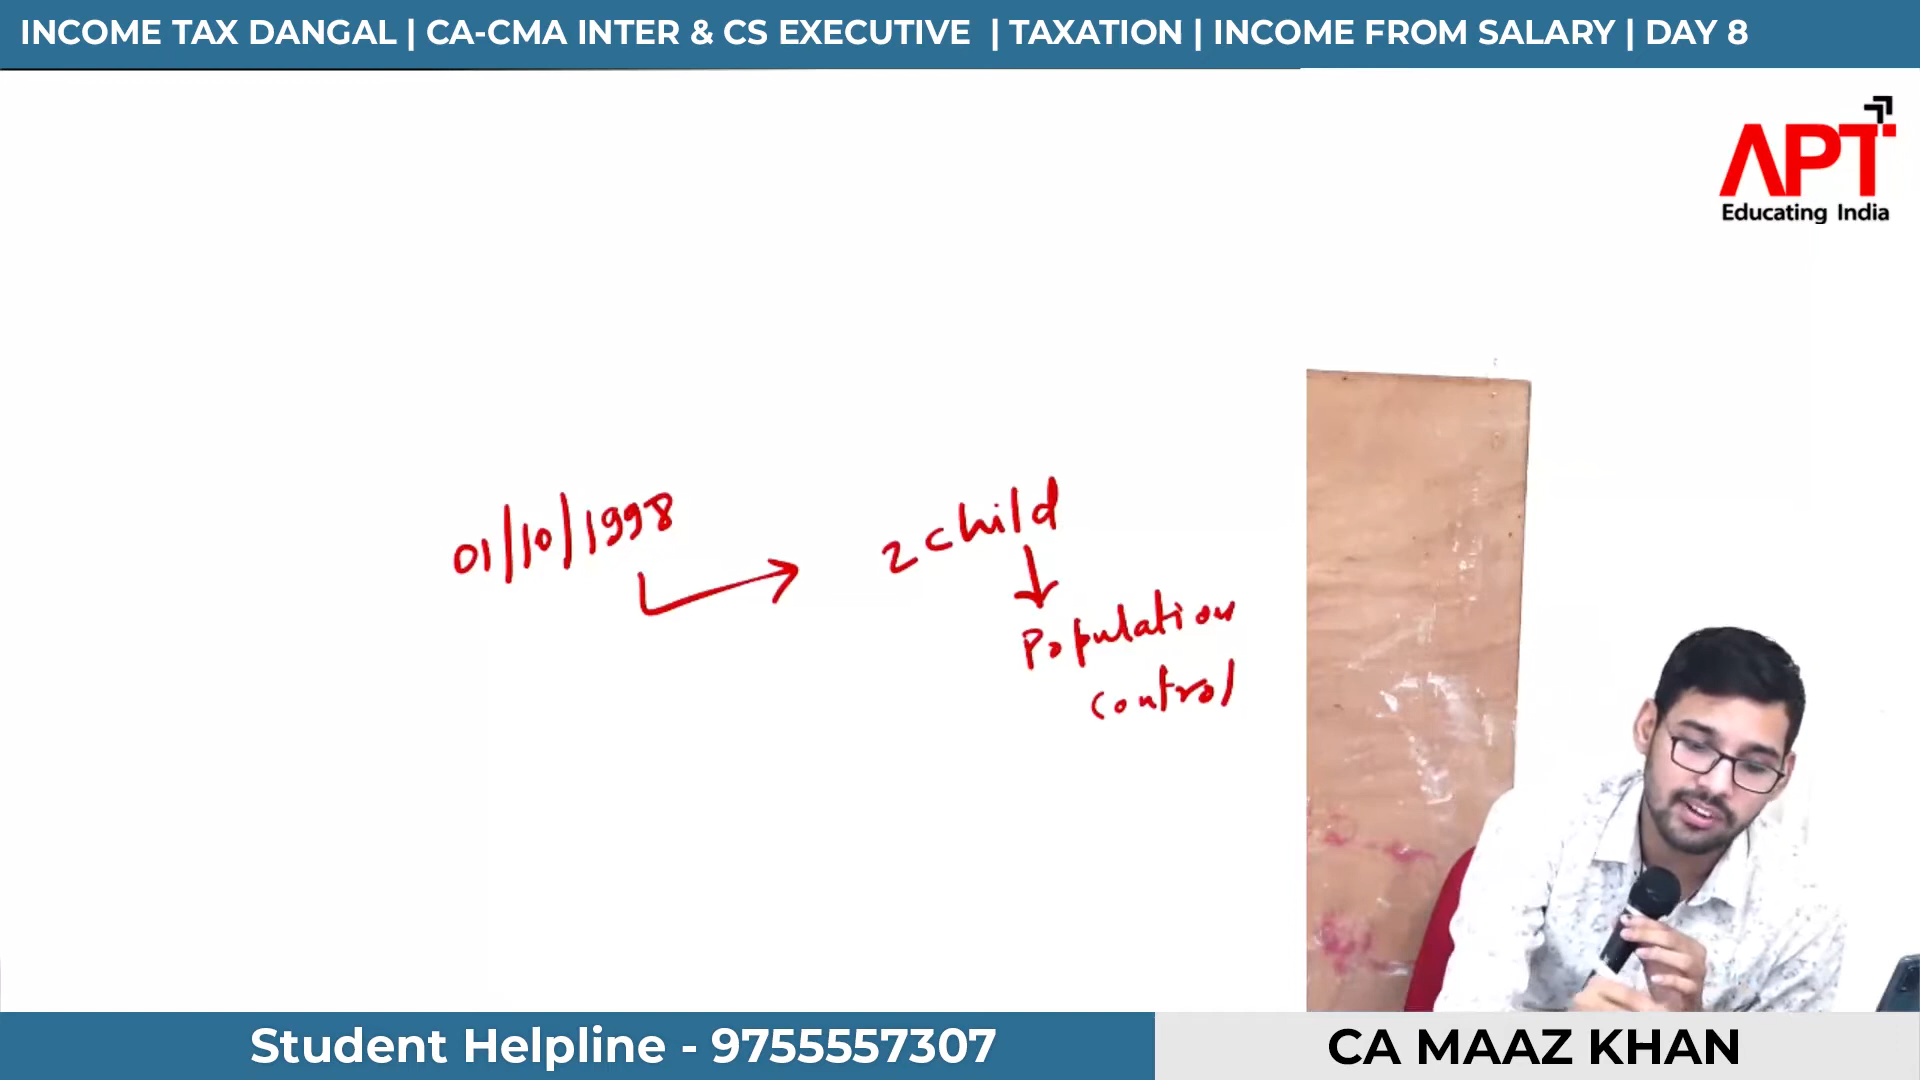 INCOME TAX DANGAL | CA-CMA INTER & CS EXECUTIVE | TAXATION | INCOME FROM SALARY | DAY 8
APT
Educating India
01/10/1998
2 child
Population
control
Student Helpline - 9755557307
CA MAAZ KHAN